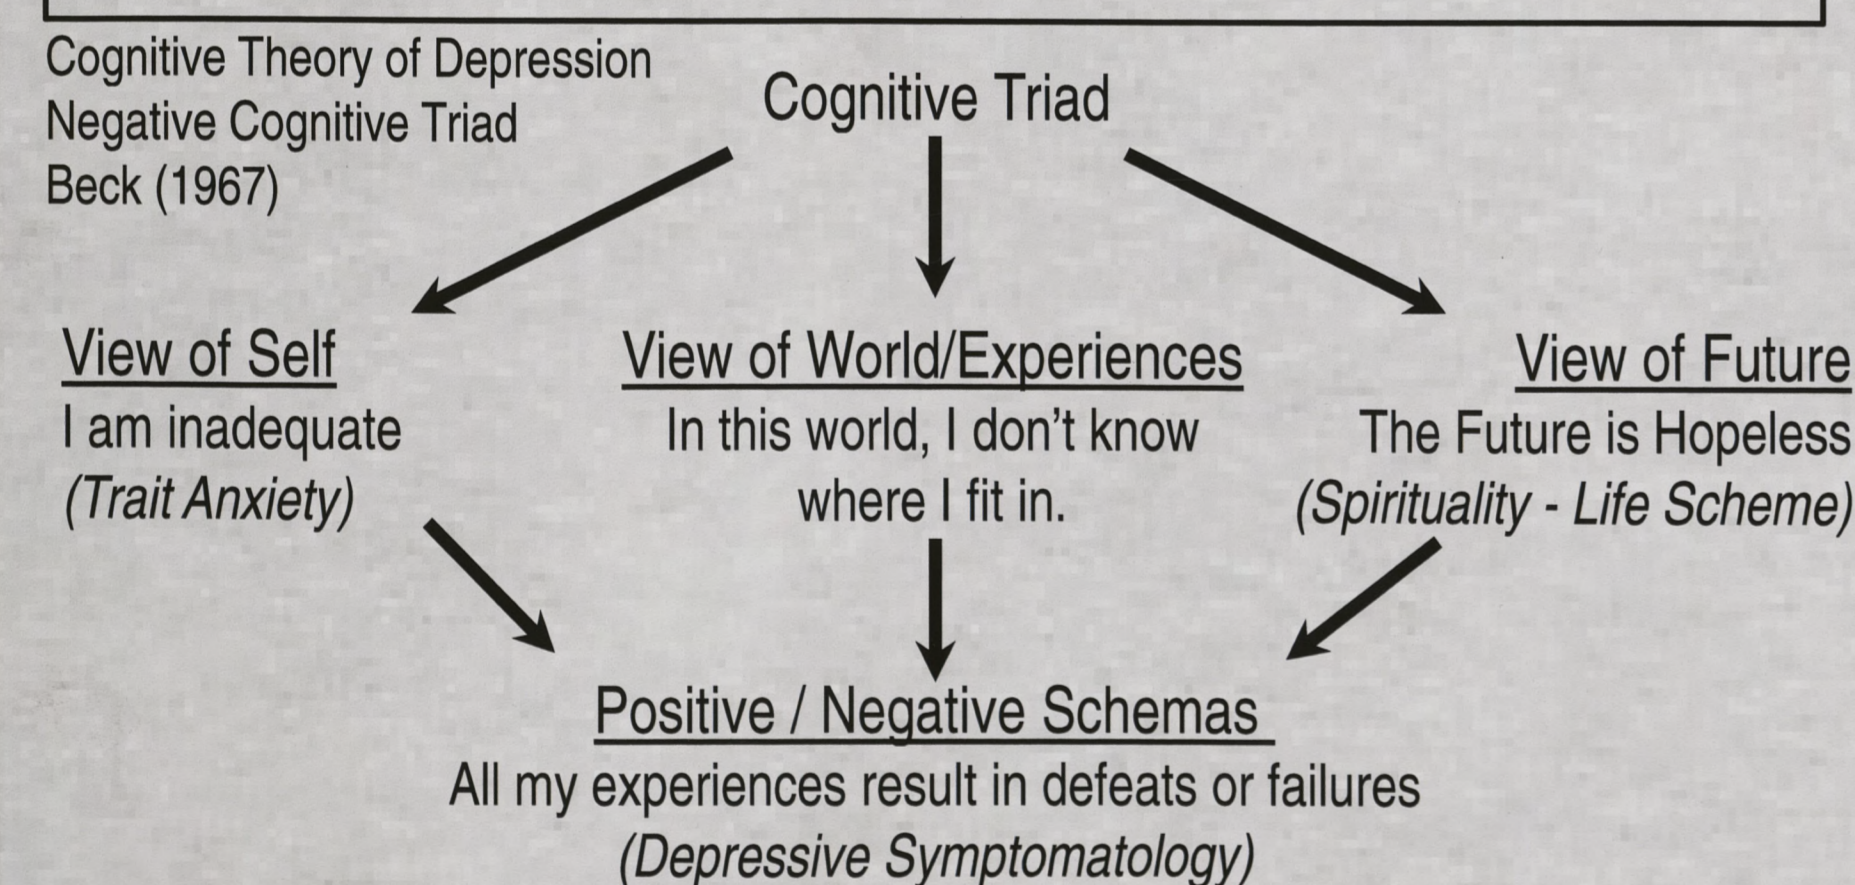 Cognitive Theory of Depression
Negative Cognitive Triad
Beck (1967)
Cognitive Triad
View of Self
I am inadequate
(Trait Anxiety)
View of World/Experiences
In this world, I don't know
where I fit in.
View of Future
The Future is Hopeless
(Spirituality - Life Scheme)
Positive / Negative Schemas
All my experiences result in defeats or failures
(Depressive Symptomatology)